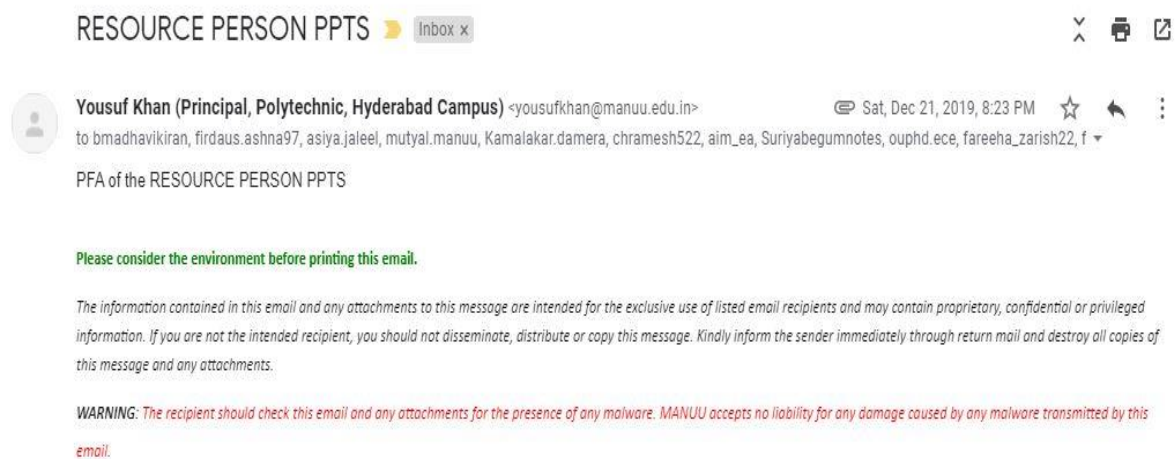 RESOURCE PERSON PPTS Inbox x
Yousuf Khan (Principal, Polytechnic, Hyderabad Campus) <yousufkhan@manuu.edu.in> Sat, Dec 21, 2019, 8:23 PM
to bmadhavikiran, firdaus.ashna97, asiya.jaleel, mutyal.manuu, Kamalakar.damera, chramesh522, aim_ea, Suriyabegumnotes, ouphd.ece, fareeha_zarish22, f
PFA of the RESOURCE PERSON PPTS
Please consider the environment before printing this email.
The information contained in this email and any attachments to this message are intended for the exclusive use of listed email recipients and may contain proprietary, confidential or privileged
information. If you are not the intended recipient, you should not disseminate, distribute or copy this message. Kindly inform the sender immediately through return mail and destroy all copies of
this message and any attachments.
WARNING: The recipient should check this email and any attachments for the presence of any malware. MANUU accepts no liability for any damage caused by any malware transmitted by this
email.